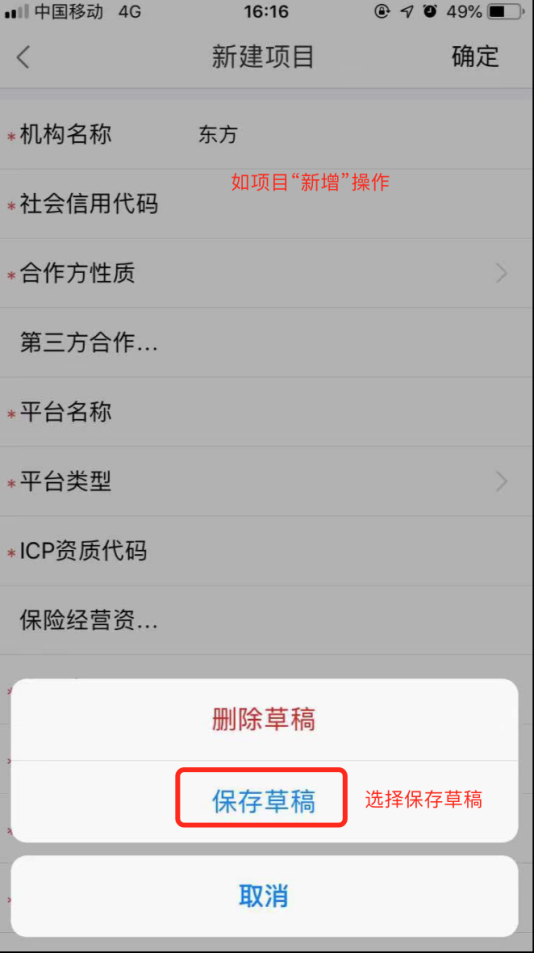 中国移动 4G 16:16 49%
新建项目 确定
*机构名称 东方
如项目“新增”操作
*社会信用代码
*合作方性质
第三方合作...
*平台名称
*平台类型
*ICP资质代码
保险经营资...
删除草稿
保存草稿 选择保存草稿
取消